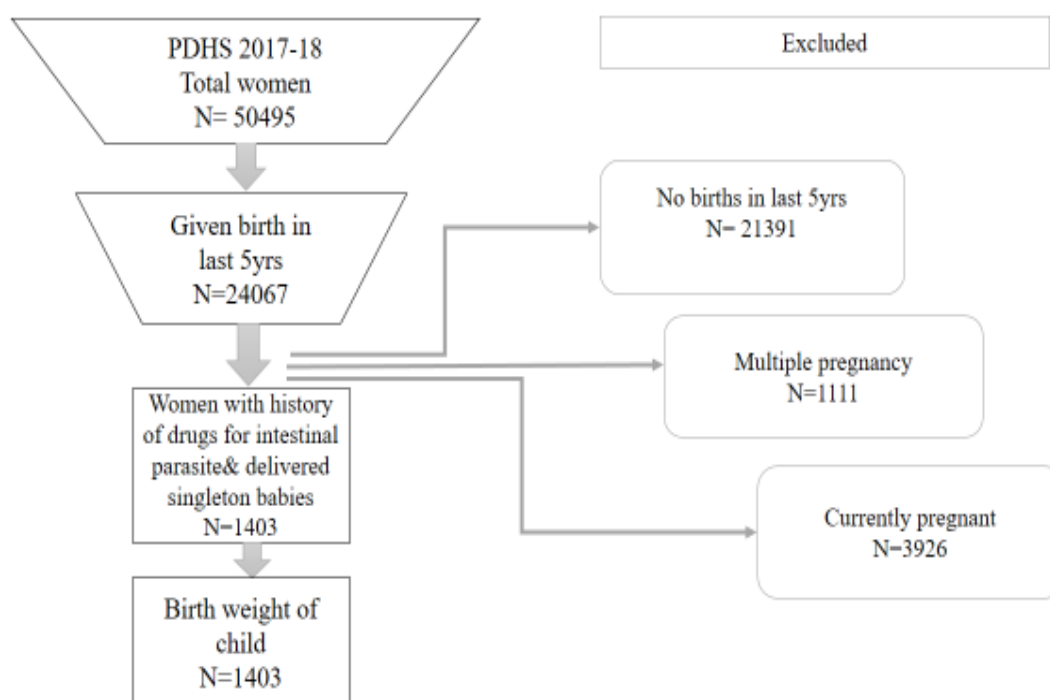 PDHS 2017-18
Total women
N= 50495
Excluded
Given birth in
last 5yrs
N=24067
No births in last 5yrs
N= 21391
Multiple pregnancy
N=1111
Women with history
of drugs for intestinal
parasite& delivered
singleton babies
N=1403
Currently pregnant
N=3926
Birth weight of
child
N=1403